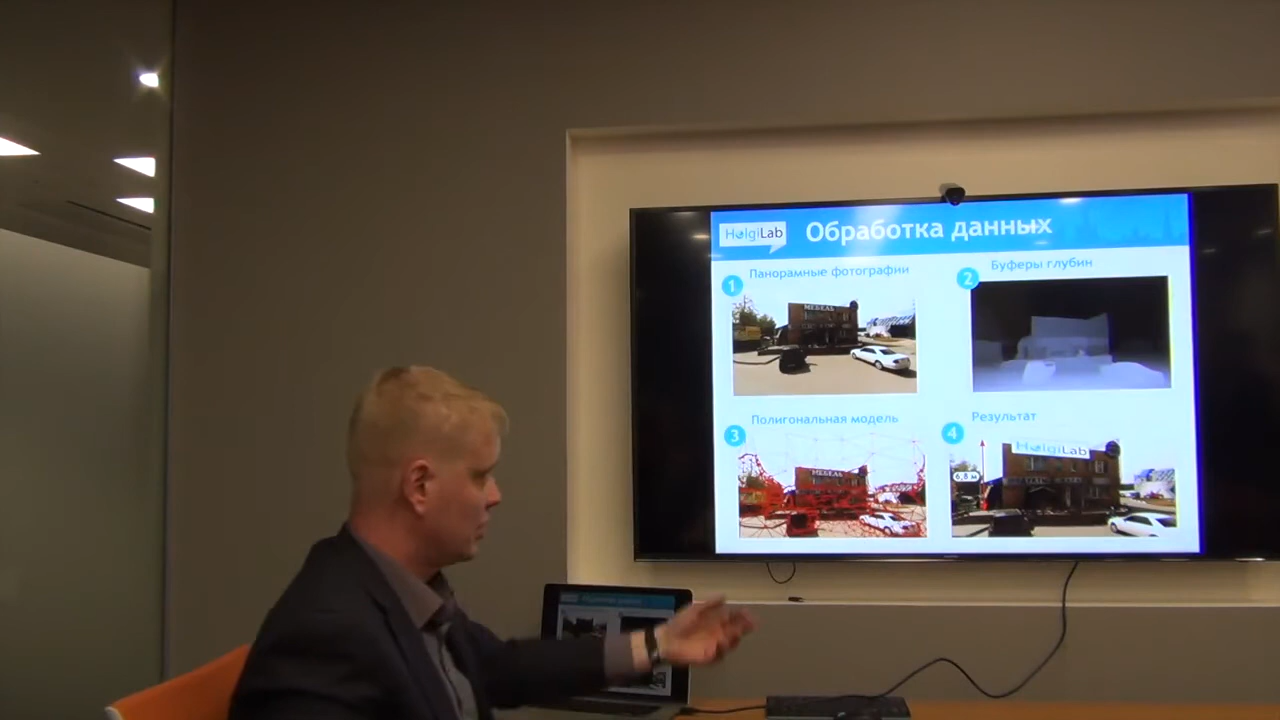 HolgiLab
Обработка данных
1
Панорамные фотографии
МЕБЕЛЬ
2
Буферы глубин
3
Полигональная модель
МЕБЕЛЬ
4
Результат
HolgiLab
6,8 м